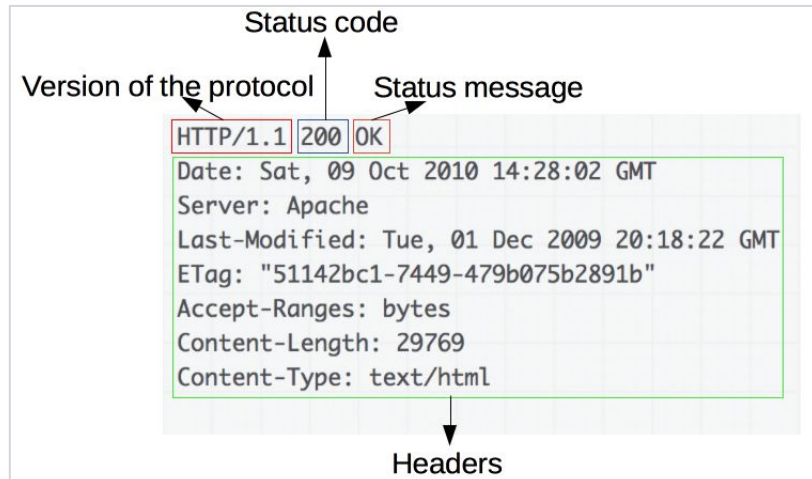 Status code
Version of the protocol Status message
HTTP/1.1 200 OK
Date: Sat, 09 Oct 2010 14:28:02 GMT
Server: Apache
Last-Modified: Tue, 01 Dec 2009 20:18:22 GMT
ETag: "51142bc1-7449-479b075b2891b"
Accept-Ranges: bytes
Content-Length: 29769
Content-Type: text/html
Headers